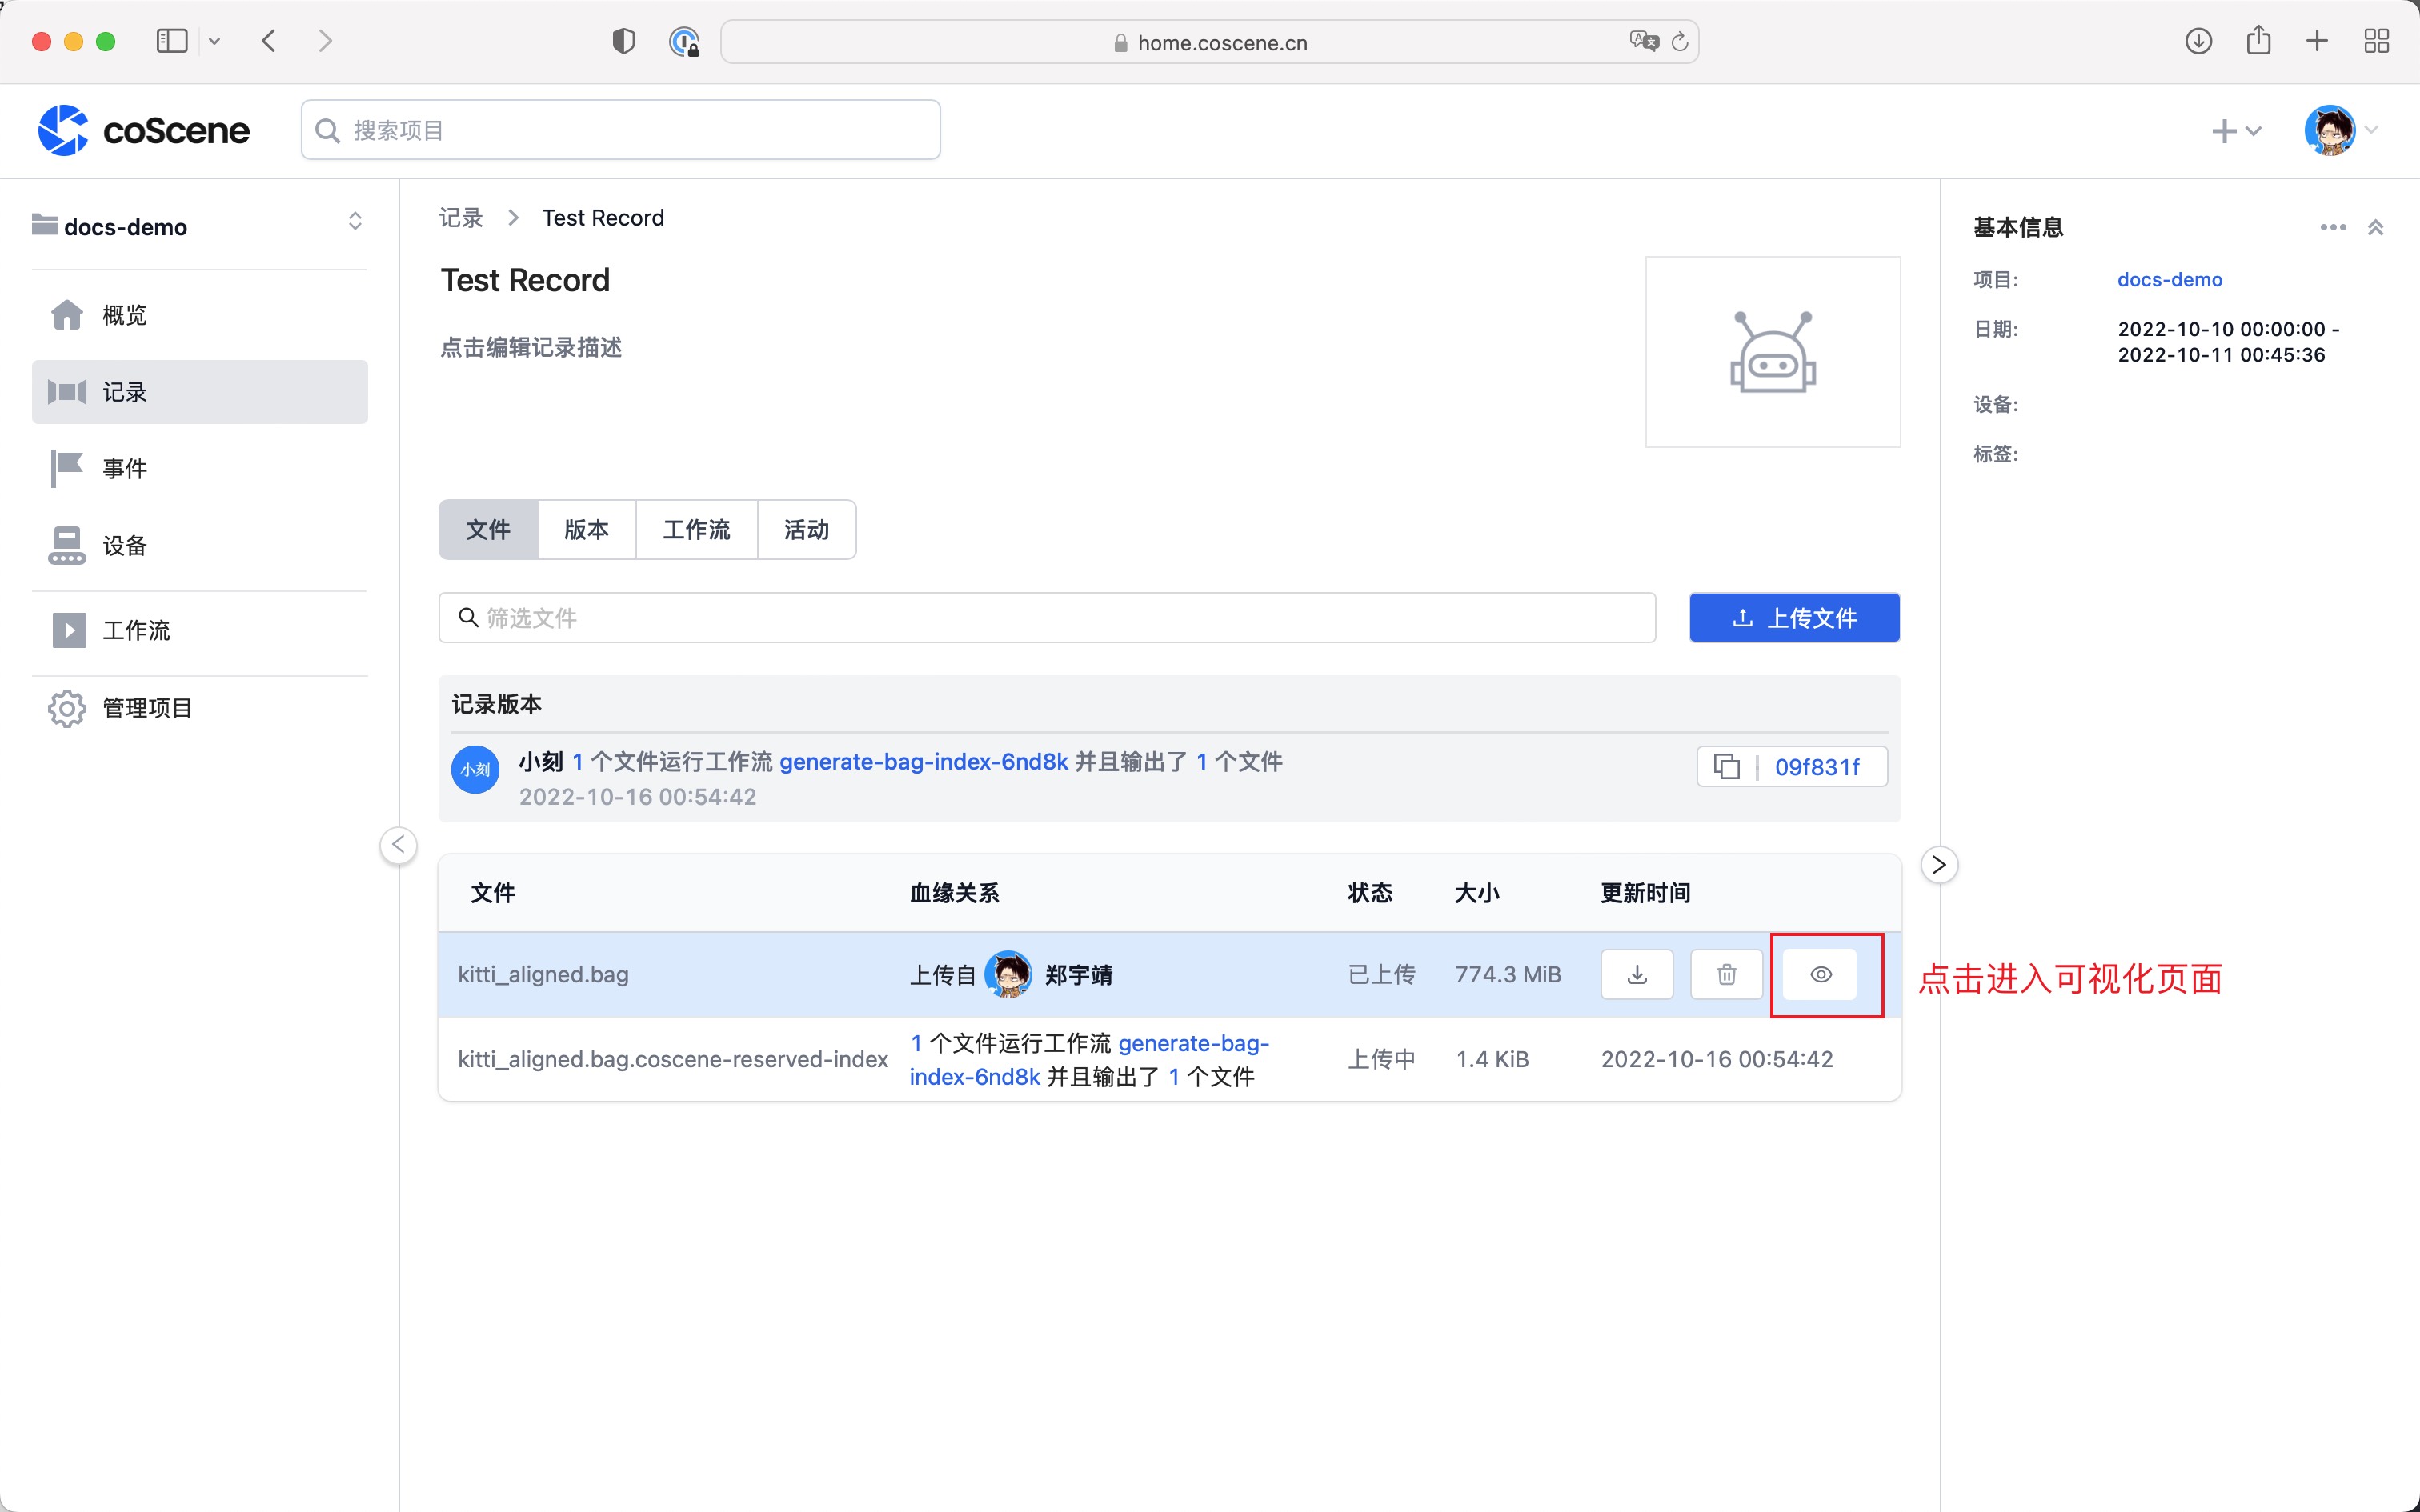 home.coscene.cn
coScene
搜索项目
docs-demo
概览
记录
事件
设备
工作流
管理项目
记录 > Test Record
Test Record
点击编辑记录描述
文件 版本 工作流 活动
筛选文件
上传文件
记录版本
小刻 小刻 1 个文件运行工作流 generate-bag-index-6nd8k 并且输出了 1 个文件
2022-10-16 00:54:42
09f831f
文件 血缘关系 状态 大小 更新时间
kitti_aligned.bag 上传自 郑宇靖 已上传 774.3 MiB
点击进入可视化页面
kitti_aligned.bag.coscene-reserved-index
1 个文件运行工作流 generate-bag-
index-6nd8k 并且输出了 1 个文件
上传中 1.4 KiB 2022-10-16 00:54:42
基本信息
项目: docs-demo
日期: 2022-10-10 00:00:00 -
2022-10-11 00:45:36
设备:
标签: